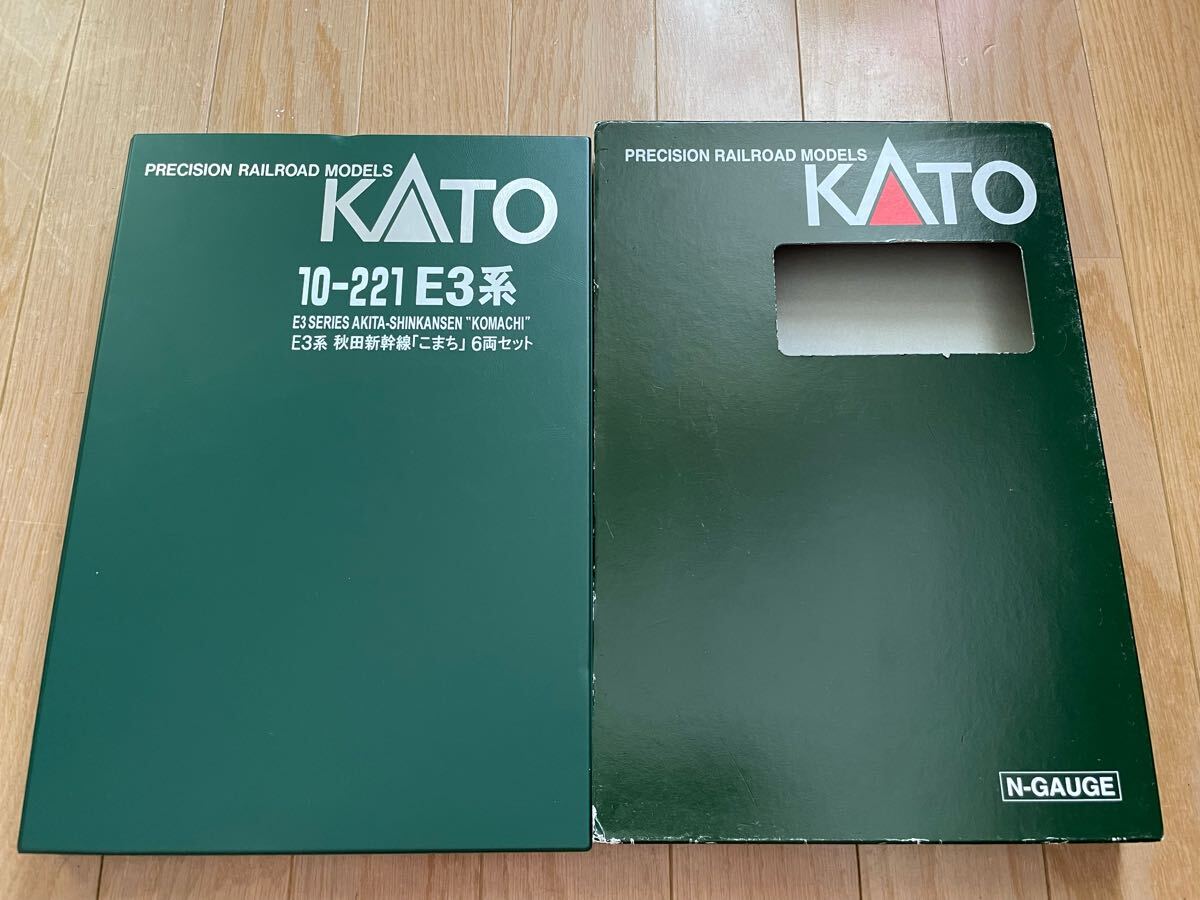 PRECISION RAILROAD MODELS
KATO
10-221 E3系
E3 SERIES AKITA-SHINKANSEN "KOMACHI"
E3系 秋田新幹線「こまち」6両セット
PRECISION RAILROAD MODELS
KATO
N-GAUGE